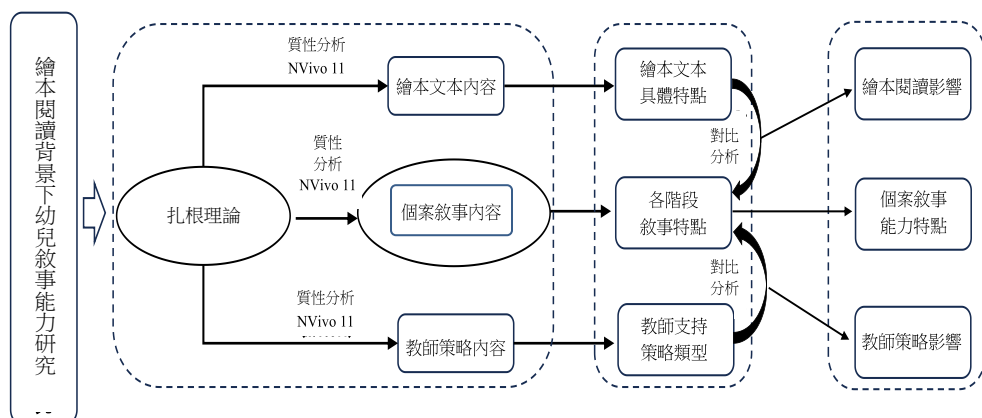 繪本閱讀背景下幼兒敘事能力研究
質性分析
NVivo 11
繪本文本內容
質性
分析
NVivo 11
扎根理論
個案敘事內容
質性分析
NVivo 11
教師策略內容
繪本文本
具體特點
對比
分析
各階段
敘事特點
對比
分析
教師支持
策略類型
繪本閱讀影響
個案敘事
能力特點
教師策略影響